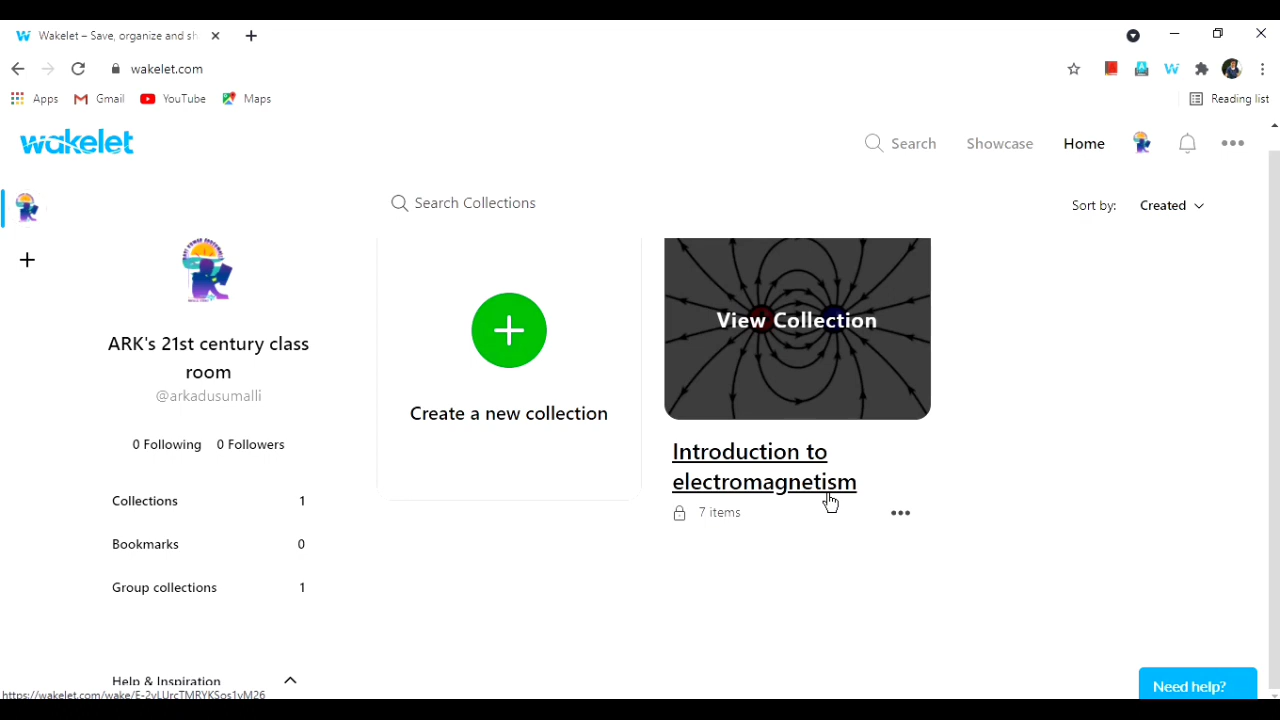 Wakelet – Save, organize and sh
wakelet.com
Apps Gmail YouTube Maps Reading list
wakelet Search Showcase Home
Search Collections Sort by: Created
View Collection
ARK's 21st century class
room
@arkadusumalli
0 Following 0 Followers
Create a new collection
Introduction to
electromagnetism
7 items
Collections 1
Bookmarks 0
Group collections 1
Help & Inspiration
Need help?